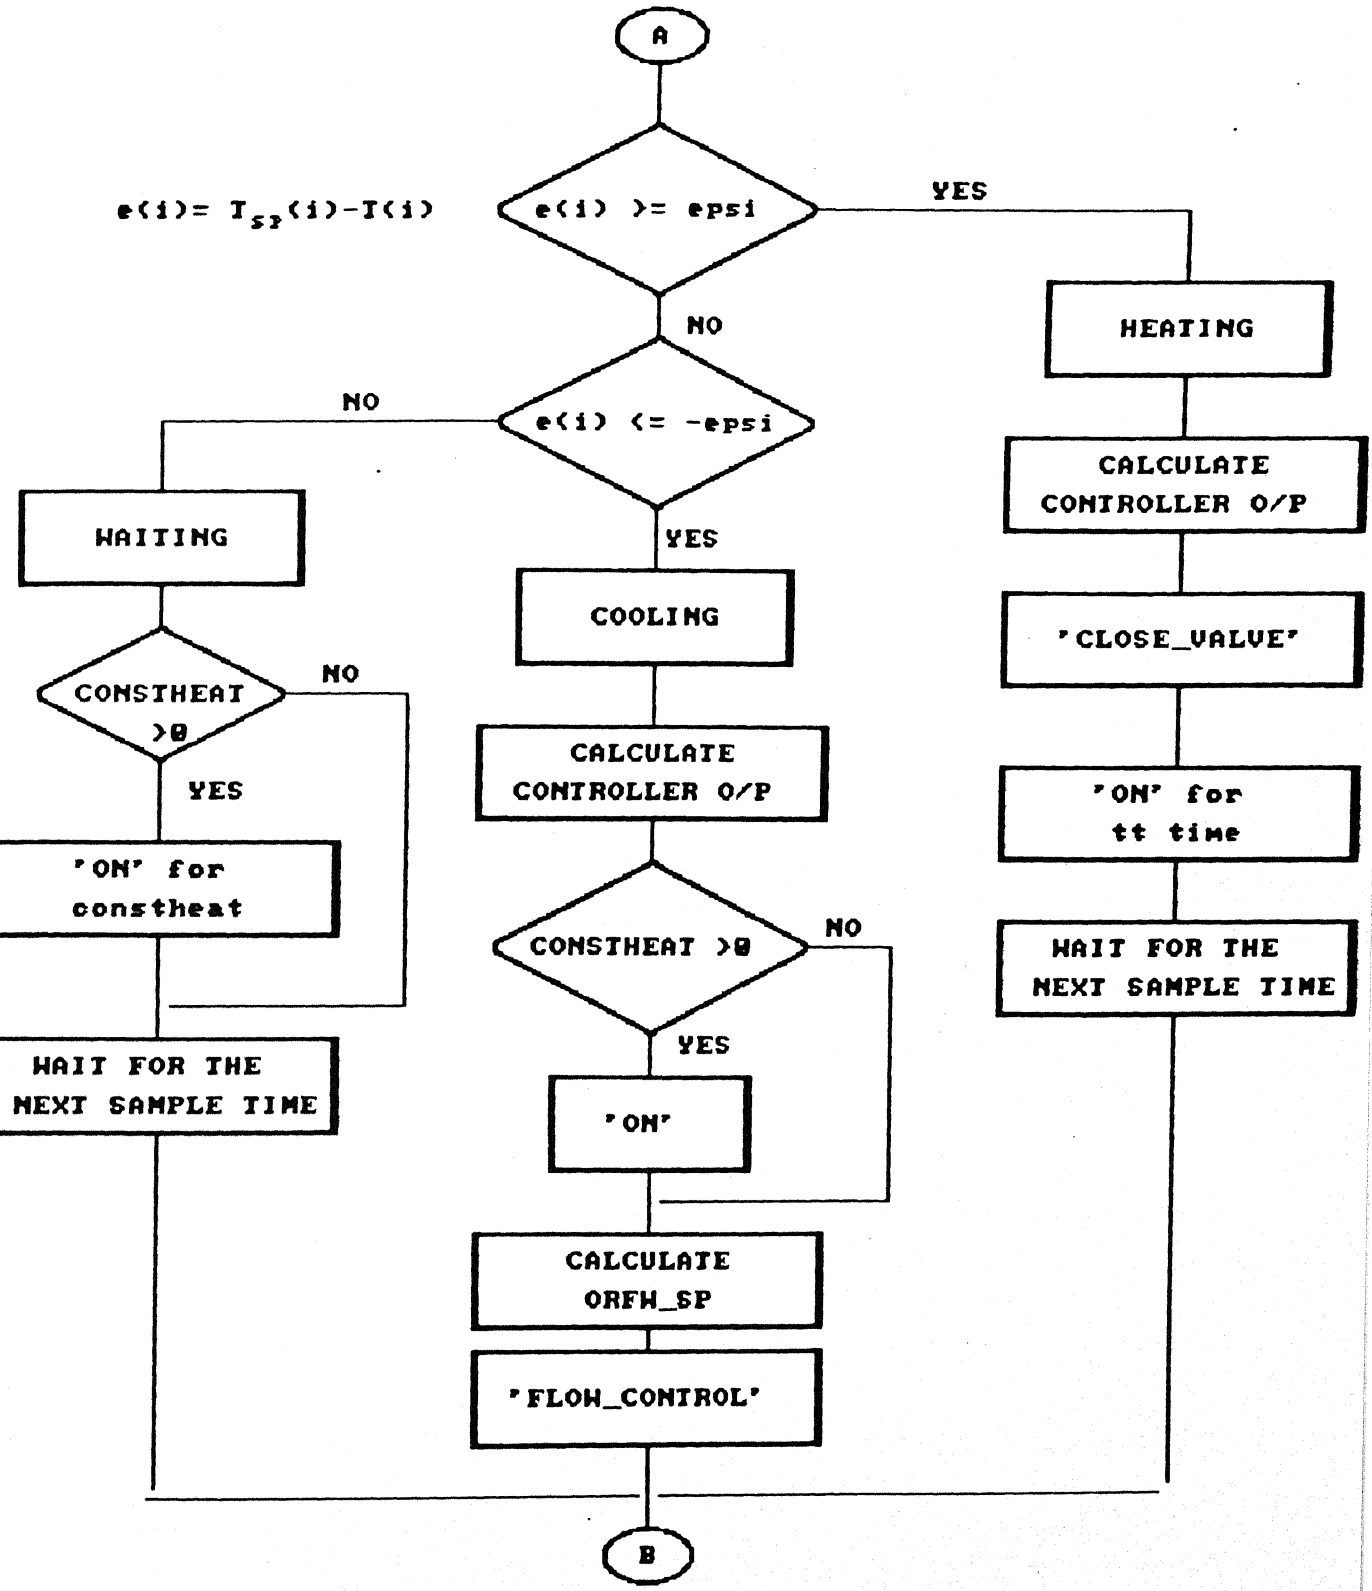 A
YES
e(i)= T_SP(i)-T(i)
e(i) >= epsi
NO
HEATING
NO
e(i) <= -epsi
CALCULATE
CONTROLLER O/P
WAITING
YES
COOLING
"CLOSE_VALVE"
NO
CONSTHEAT
>0
YES
CALCULATE
CONTROLLER O/P
"ON" for
tt time
"ON" for
constheat
NO
CONSTHEAT >0
WAIT FOR THE
NEXT SAMPLE TIME
YES
WAIT FOR THE
NEXT SAMPLE TIME
"ON"
CALCULATE
ORFW_SP
"FLOW_CONTROL"
B